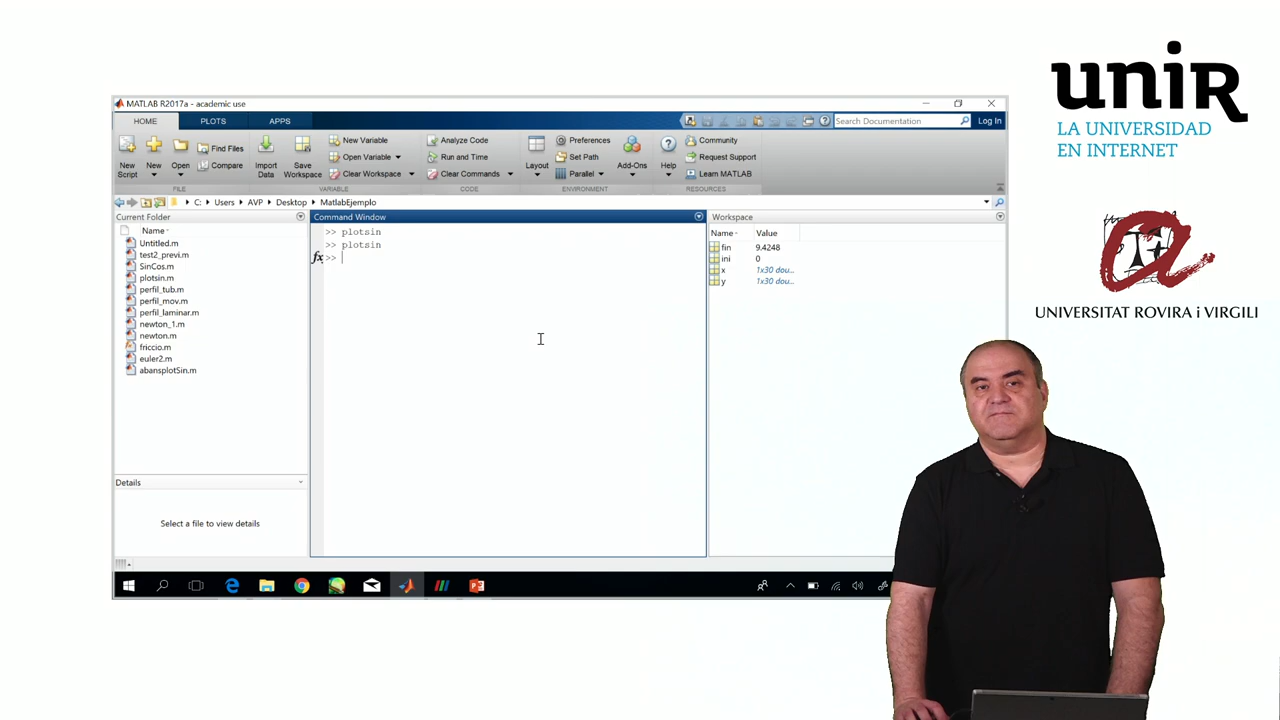 unir
LA UNIVERSIDAD
EN INTERNET
UNIVERSITAT ROVIRA i VIRGILI
MATLAB R2017a - academic use
HOME PLOTS APPS
Search Documentation
Log In
New Script
New
Open
Find Files
Compare
Import Data
Save Workspace
New Variable
Open Variable
Clear Workspace
Analyze Code
Run and Time
Clear Commands
Layout
Preferences
Set Path
Parallel
Add-Ons
Help
Community
Request Support
Learn MATLAB
FILE VARIABLE CODE ENVIRONMENT RESOURCES
C: Users AVP Desktop MatlabEjemplo
Current Folder
Name
Untitled.m
test2_previ.m
SinCos.m
plotsin.m
perfil_tub.m
perfil_mov.m
perfil_laminar.m
newton_1.m
newton.m
friccio.m
euler2.m
abansplotSin.m
Details
Select a file to view details
Command Window
>> plotsin
>> plotsin
fx >>
Workspace
Name Value
fin 9.4248
ini 0
x 1x30 dou...
y 1x30 dou...